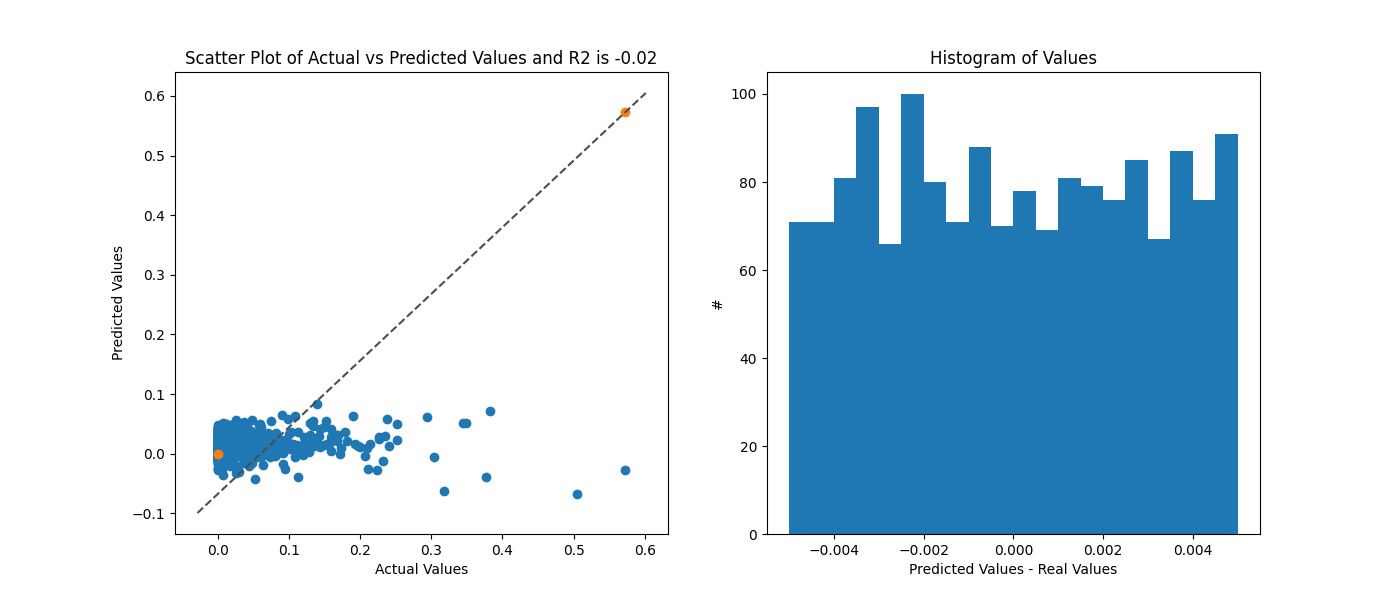 Scatter Plot of Actual vs Predicted Values and R2 is -0.02
Predicted Values
0.6
0.5
0.4
0.3
0.2
0.1
0.0
−0.1
0.0 0.1 0.2 0.3 0.4 0.5 0.6
Actual Values
Histogram of Values
#
100
80
60
40
20
0
−0.004 −0.002 0.000 0.002 0.004
Predicted Values - Real Values